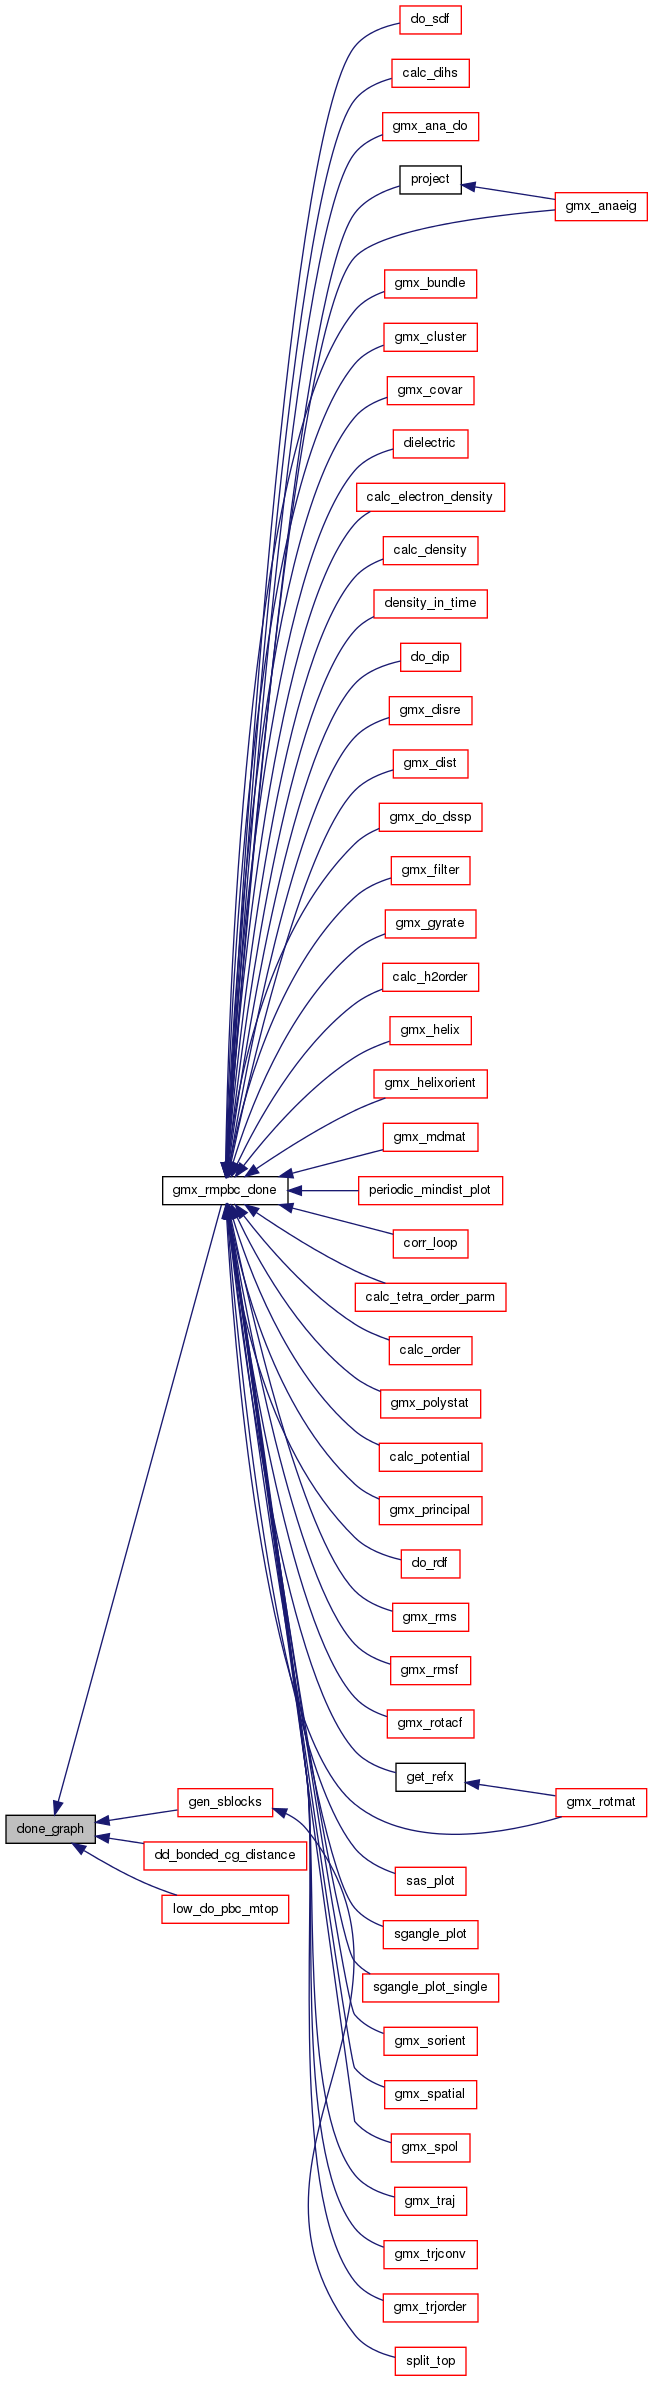 do_sdf
calc_dihs
gmx_ana_do
project
gmx_anaeig
gmx_bundle
gmx_cluster
gmx_covar
dielectric
calc_electron_density
calc_density
density_in_time
do_dip
gmx_disre
gmx_dist
gmx_do_dssp
gmx_filter
gmx_gyrate
calc_h2order
gmx_helix
gmx_helixorient
gmx_mdmat
gmx_rmpbc_done
periodic_mindist_plot
corr_loop
calc_tetra_order_parm
calc_order
gmx_polystat
calc_potential
gmx_principal
do_rdf
gmx_rms
gmx_rmsf
gmx_rotacf
get_refx
gen_sblocks
gmx_rotmat
done_graph
dd_bonded_cg_distance
sas_plot
low_do_pbc_mtop
sgangle_plot
sgangle_plot_single
gmx_sorient
gmx_spatial
gmx_spol
gmx_traj
gmx_trjconv
gmx_trjorder
split_top